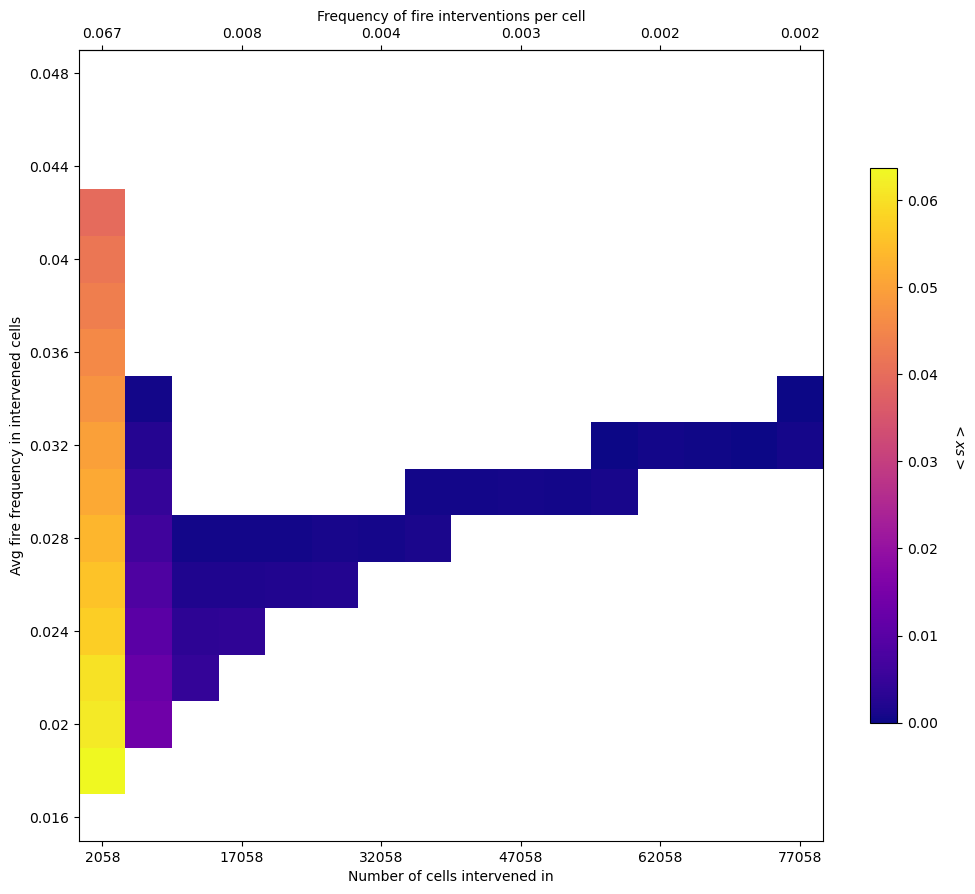 Frequency of fire interventions per cell
0.067 0.008 0.004 0.003 0.002 0.002
0.048
0.044
0.04
0.036
0.032
0.028
0.024
0.02
0.016
Avg fire frequency in intervened cells
2058 17058 32058 47058 62058 77058
Number of cells intervened in
0.06
0.05
0.04
0.03
0.02
0.01
0.00
< sx >